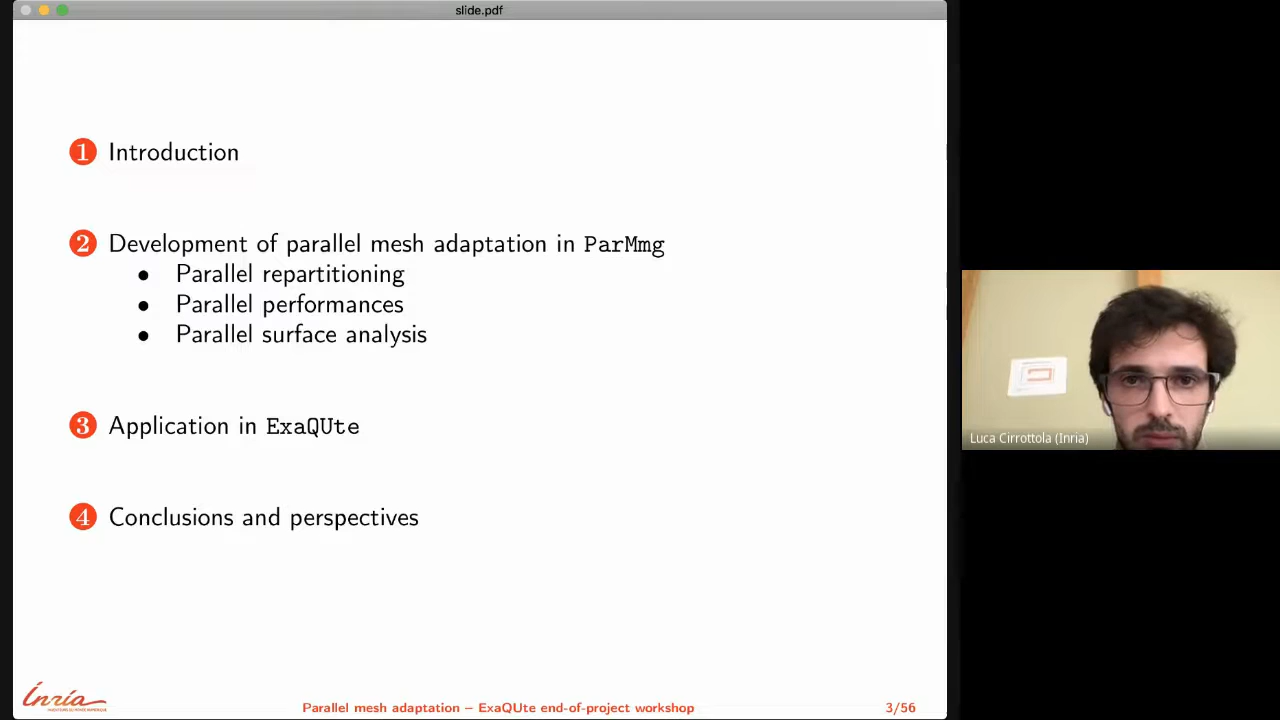 slide.pdf
1 Introduction
2 Development of parallel mesh adaptation in ParMmg
• Parallel repartitioning
• Parallel performances
• Parallel surface analysis
3 Application in ExaQUte
4 Conclusions and perspectives
Luca Cirrottola (Inria)
Inria
Parallel mesh adaptation – ExaQUte end-of-project workshop
3/56